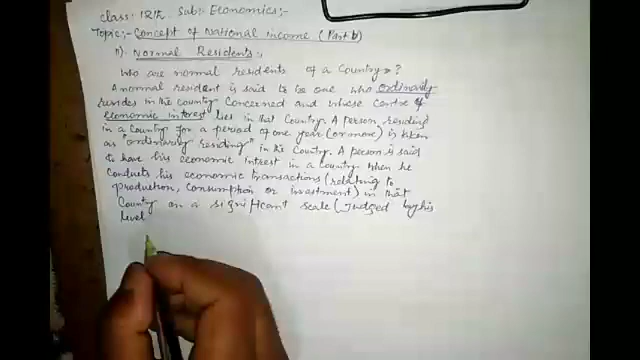 class:- 12th. Sub:- Economics:-
Topic;- Concept of National Income (Part 6)
Normal Residents:-
Who are normal residents of a Country ?
A normal resident is said to be one who ordinarily
resides in the country concerned and whose centre of
economic interest lies in that Country. A person residing
in a country for a period of one year (or more) is taken
as "ordinarily residing" in the Country. A person is said
to have his economic interest in a country when he
conducts his economic transactions (relating to
production, consumption or investment) in that
Country on a significant scale (Judged by his
level